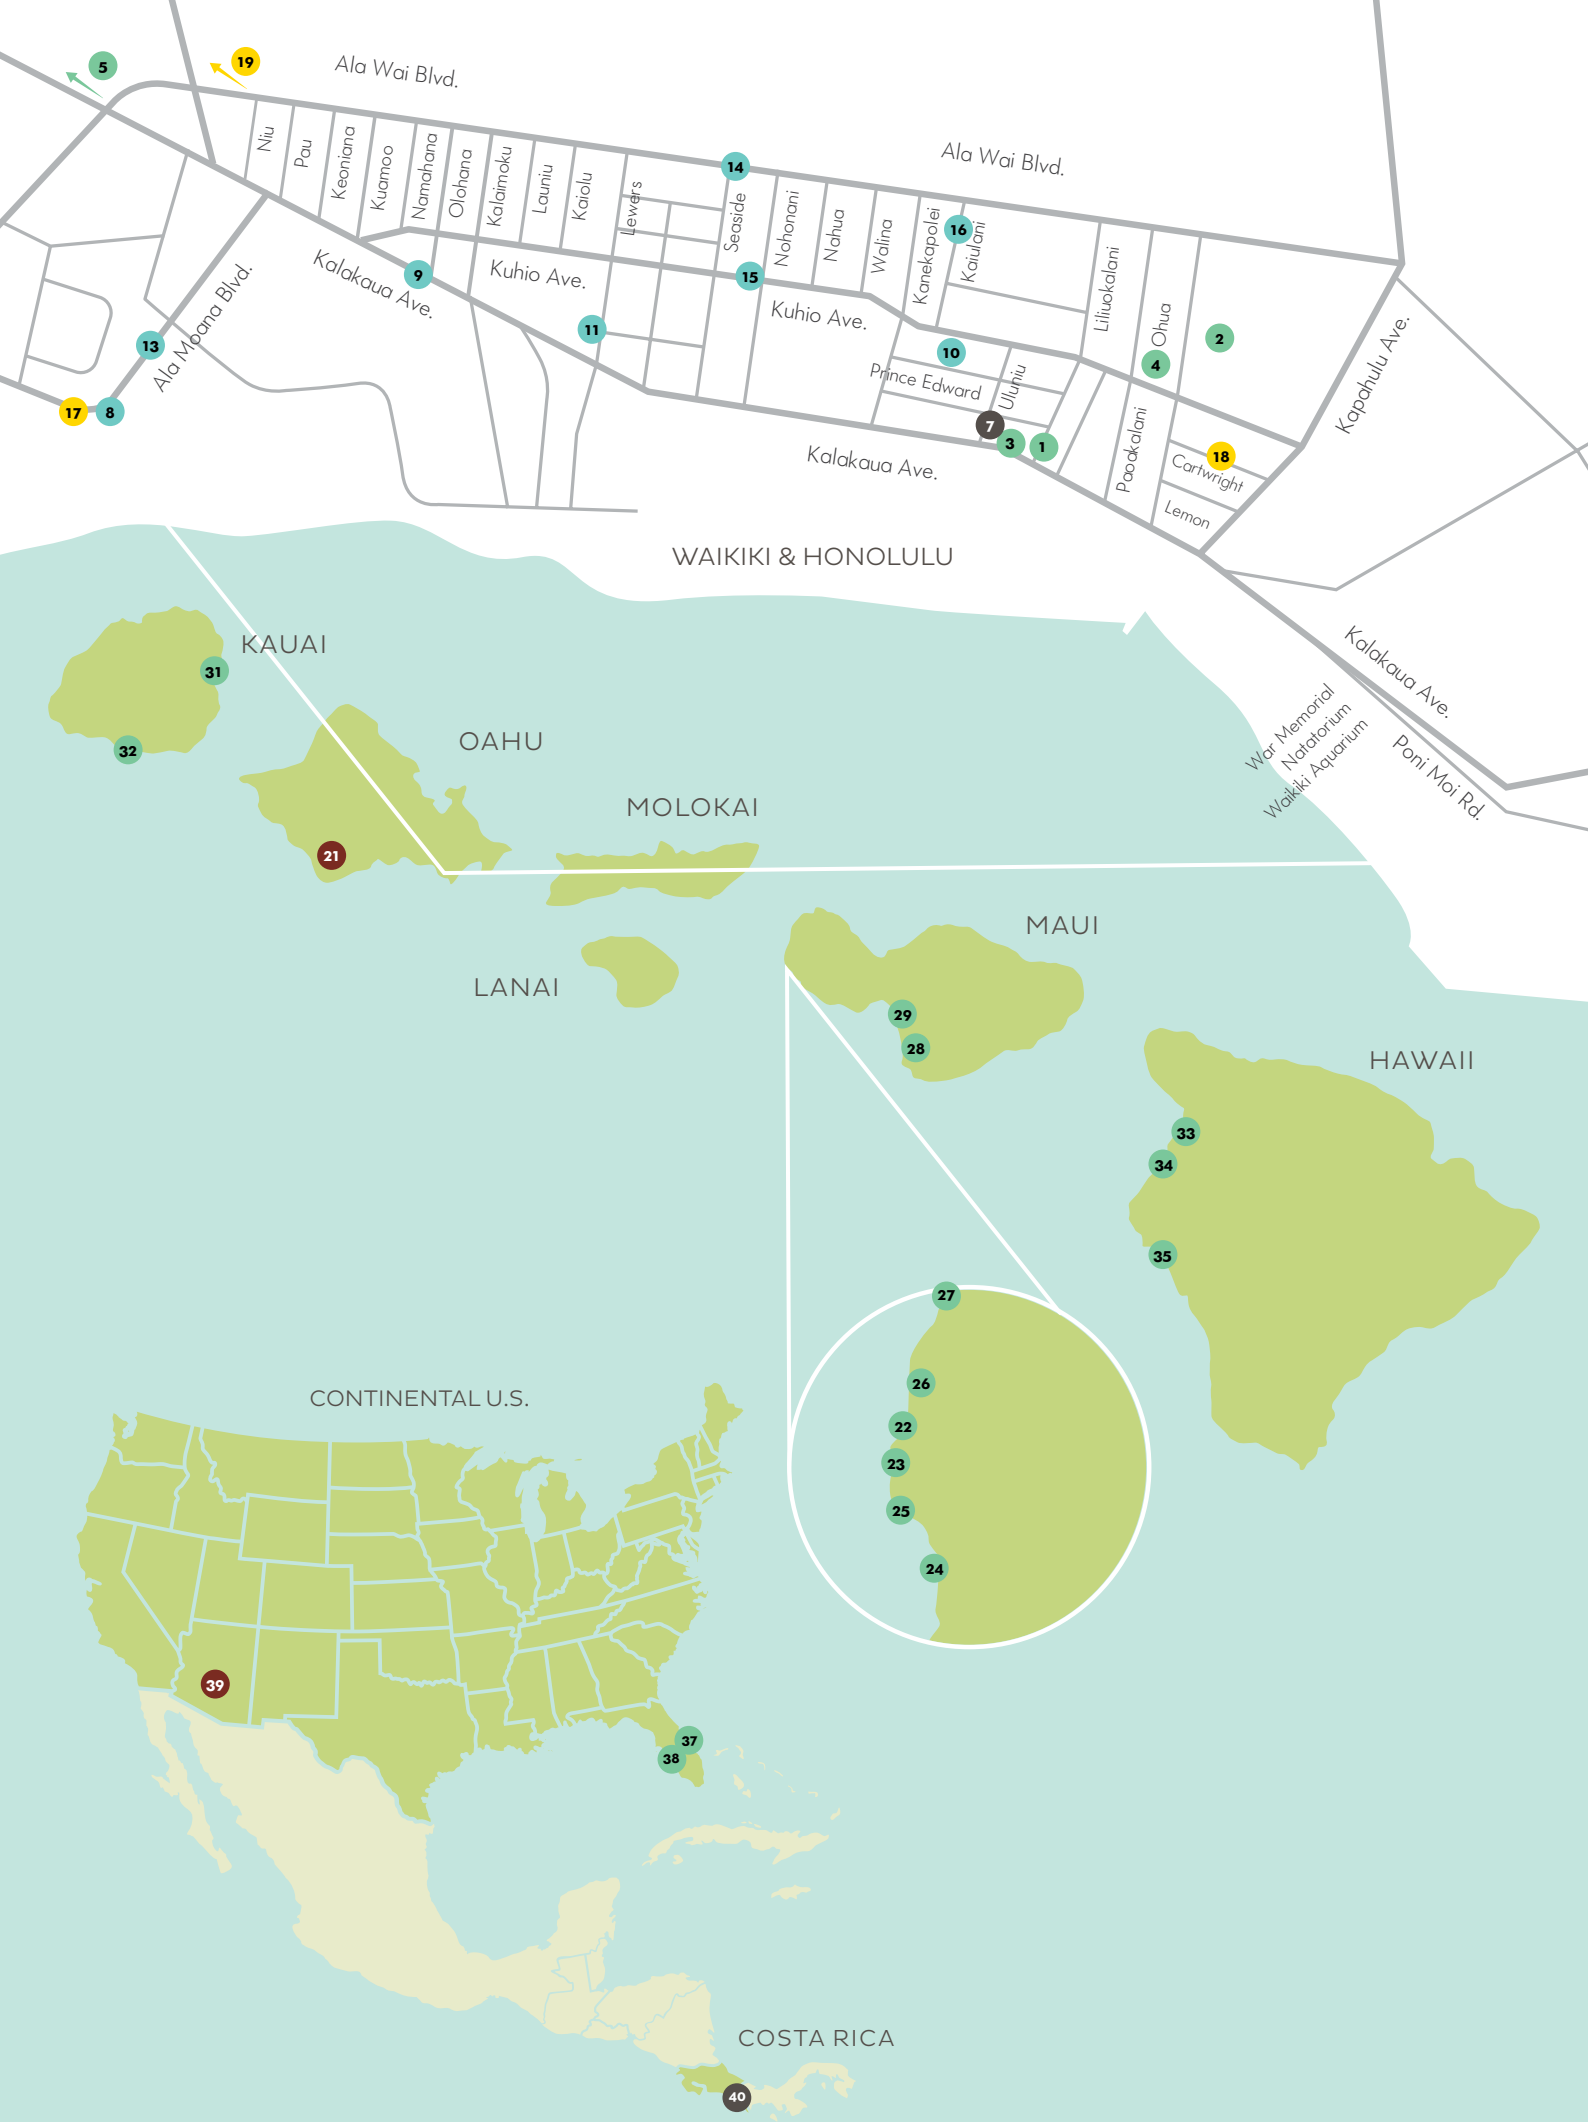 5
19
Ala Wai Blvd.
Ala Wai Blvd.
Niu
Pau
Keoniana
Kuamoo
Namahana
Olohana
Kalaimoku
Launiu
Kaiolu
Lewers
14
Seaside
Nohonani
Nahua
Walina
Kanekapolei
16
Kaiulani
Liliuokalani
Ohua
2
4
Kapahulu Ave.
Kalakaua Ave.
9
Kuhio Ave.
15
Kuhio Ave.
11
10
Prince Edward
Uluniu
13
Ala Moana Blvd.
17
8
7
3
1
Paoakalani
18
Cartwright
Lemon
Kalakaua Ave.
WAIKIKI & HONOLULU
Kalakaua Ave.
War Memorial
Natatorium
Waikiki Aquarium
Poni Moi Rd.
KAUAI
31
32
OAHU
21
MOLOKAI
LANAI
MAUI
29
28
HAWAII
33
34
35
27
26
22
23
25
24
CONTINENTAL U.S.
39
37
38
COSTA RICA
40